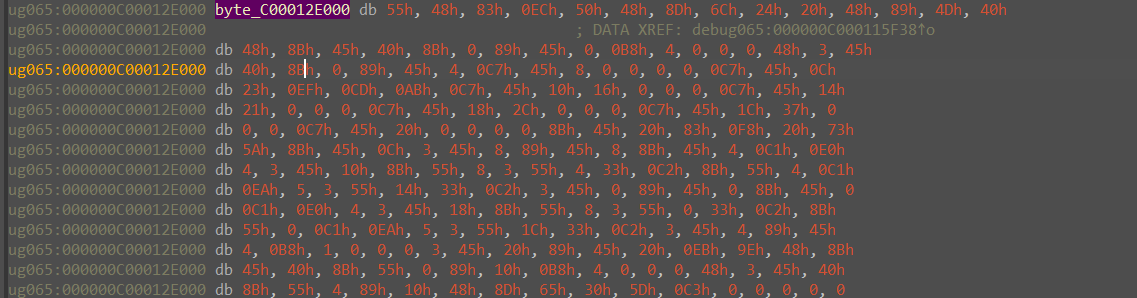 ug065:000000C00012E000 byte_C00012E000 db 55h, 48h, 83h, 0ECh, 50h, 48h, 8Dh, 6Ch, 24h, 20h, 48h, 89h, 4Dh, 40h
ug065:000000C00012E000 ; DATA XREF: debug065:000000C000115F38↑o
ug065:000000C00012E000 db 48h, 8Bh, 45h, 40h, 8Bh, 0, 89h, 45h, 0, 0B8h, 4, 0, 0, 0, 48h, 3, 45h
ug065:000000C00012E000 db 40h, 8Bh, 0, 89h, 45h, 4, 0C7h, 45h, 8, 0, 0, 0, 0, 0C7h, 45h, 0Ch
ug065:000000C00012E000 db 23h, 0EFh, 0CDh, 0ABh, 0C7h, 45h, 10h, 16h, 0, 0, 0, 0C7h, 45h, 14h
ug065:000000C00012E000 db 21h, 0, 0, 0, 0C7h, 45h, 18h, 2Ch, 0, 0, 0, 0C7h, 45h, 1Ch, 37h, 0
ug065:000000C00012E000 db 0, 0, 0C7h, 45h, 20h, 0, 0, 0, 0, 8Bh, 45h, 20h, 83h, 0F8h, 20h, 73h
ug065:000000C00012E000 db 5Ah, 8Bh, 45h, 0Ch, 3, 45h, 8, 89h, 45h, 8, 8Bh, 45h, 4, 0C1h, 0E0h
ug065:000000C00012E000 db 4, 3, 45h, 10h, 8Bh, 55h, 8, 3, 55h, 4, 33h, 0C2h, 8Bh, 55h, 4, 0C1h
ug065:000000C00012E000 db 0EAh, 5, 3, 55h, 14h, 33h, 0C2h, 3, 45h, 0, 89h, 45h, 0, 8Bh, 45h, 0
ug065:000000C00012E000 db 0C1h, 0E0h, 4, 3, 45h, 18h, 8Bh, 55h, 8, 3, 55h, 0, 33h, 0C2h, 8Bh
ug065:000000C00012E000 db 55h, 0, 0C1h, 0EAh, 5, 3, 55h, 1Ch, 33h, 0C2h, 3, 45h, 4, 89h, 45h
ug065:000000C00012E000 db 4, 0B8h, 1, 0, 0, 0, 3, 45h, 20h, 89h, 45h, 20h, 0EBh, 9Eh, 48h, 8Bh
ug065:000000C00012E000 db 45h, 40h, 8Bh, 55h, 0, 89h, 10h, 0B8h, 4, 0, 0, 0, 48h, 3, 45h, 40h
ug065:000000C00012E000 db 8Bh, 55h, 4, 89h, 10h, 48h, 8Dh, 65h, 30h, 5Dh, 0C3h, 0, 0, 0, 0, 0